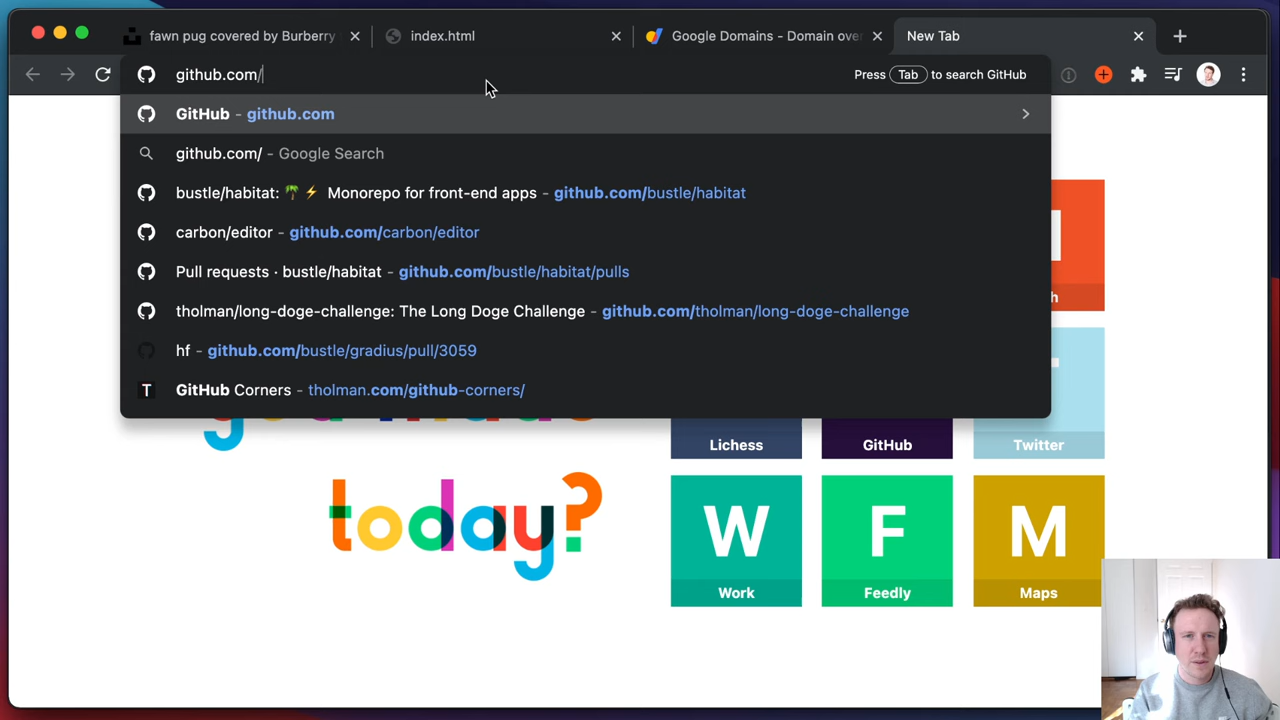 fawn pug covered by Burberry
index.html
Google Domains - Domain over
New Tab
github.com/
Press Tab to search GitHub
GitHub - github.com
github.com/ - Google Search
bustle/habitat: 🌴⚡ Monorepo for front-end apps - github.com/bustle/habitat
carbon/editor - github.com/carbon/editor
Pull requests · bustle/habitat - github.com/bustle/habitat/pulls
tholman/long-doge-challenge: The Long Doge Challenge - github.com/tholman/long-doge-challenge
hf - github.com/bustle/gradius/pull/3059
T GitHub Corners - tholman.com/github-corners/
today?
Lichess
GitHub
Twitter
W
Work
F
Feedly
M
Maps